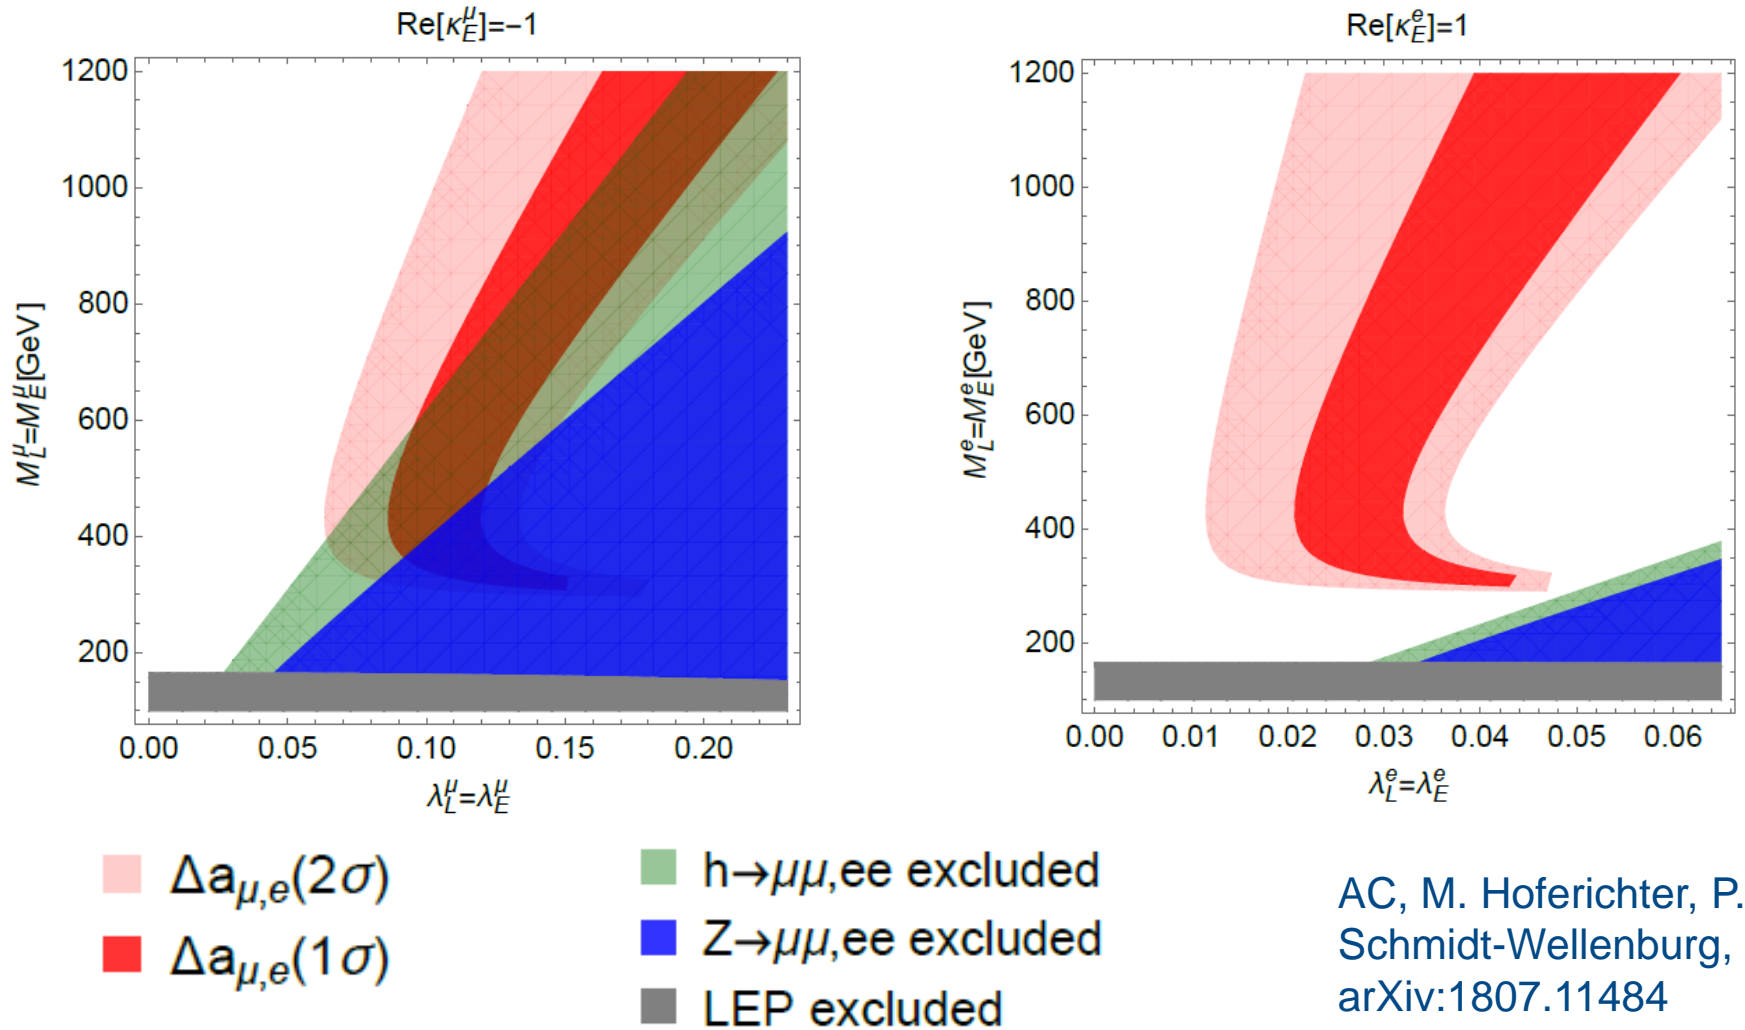 Re[κ_E^μ]=−1
1200
1000
800
600
400
200
M_L^μ=M_E^μ[GeV]
0.00 0.05 0.10 0.15 0.20
λ_L^μ=λ_E^μ
Re[κ_E^e]=1
1200
1000
800
600
400
200
M_L^e=M_E^e[GeV]
0.00 0.01 0.02 0.03 0.04 0.05 0.06
λ_L^e=λ_E^e
Δa_{μ,e}(2σ)
Δa_{μ,e}(1σ)
h→μμ,ee excluded
Z→μμ,ee excluded
LEP excluded
AC, M. Hoferichter, P.
Schmidt-Wellenburg,
arXiv:1807.11484